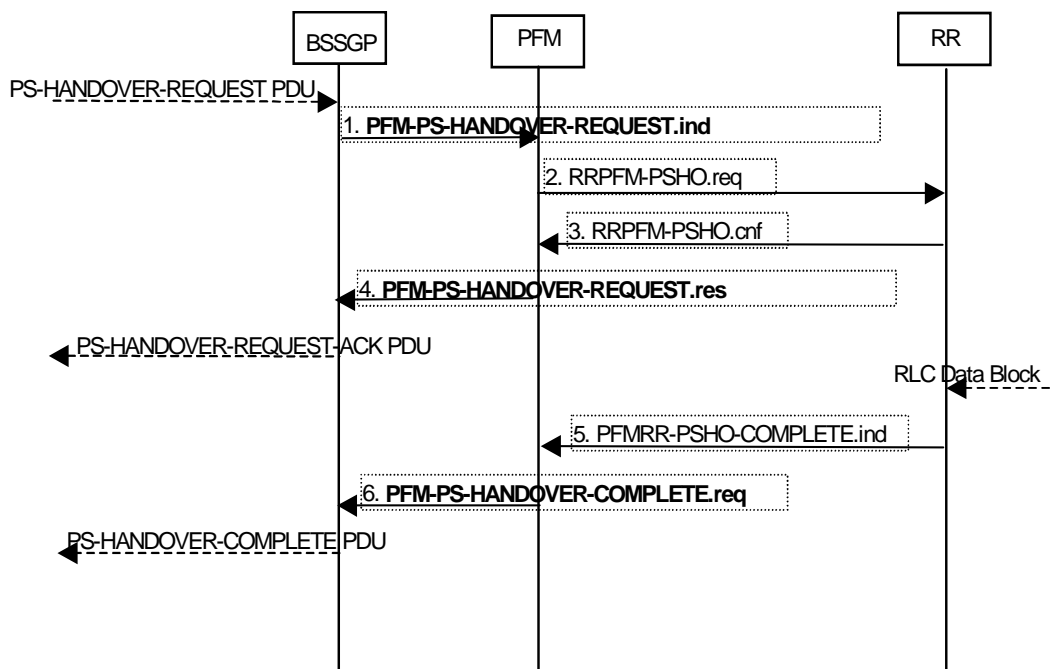 BSSGP
PFM
RR
PS-HANDOVER-REQUEST PDU
1. PFM-PS-HANDOVER-REQUEST.ind
2. RRPFM-PSHO.req
3. RRPFM-PSHO.cnf
4. PFM-PS-HANDOVER-REQUEST.res
PS-HANDOVER-REQUEST-ACK PDU
RLC Data Block
5. PFMRR-PSHO-COMPLETE.ind
6. PFM-PS-HANDOVER-COMPLETE.req
PS-HANDOVER-COMPLETE PDU